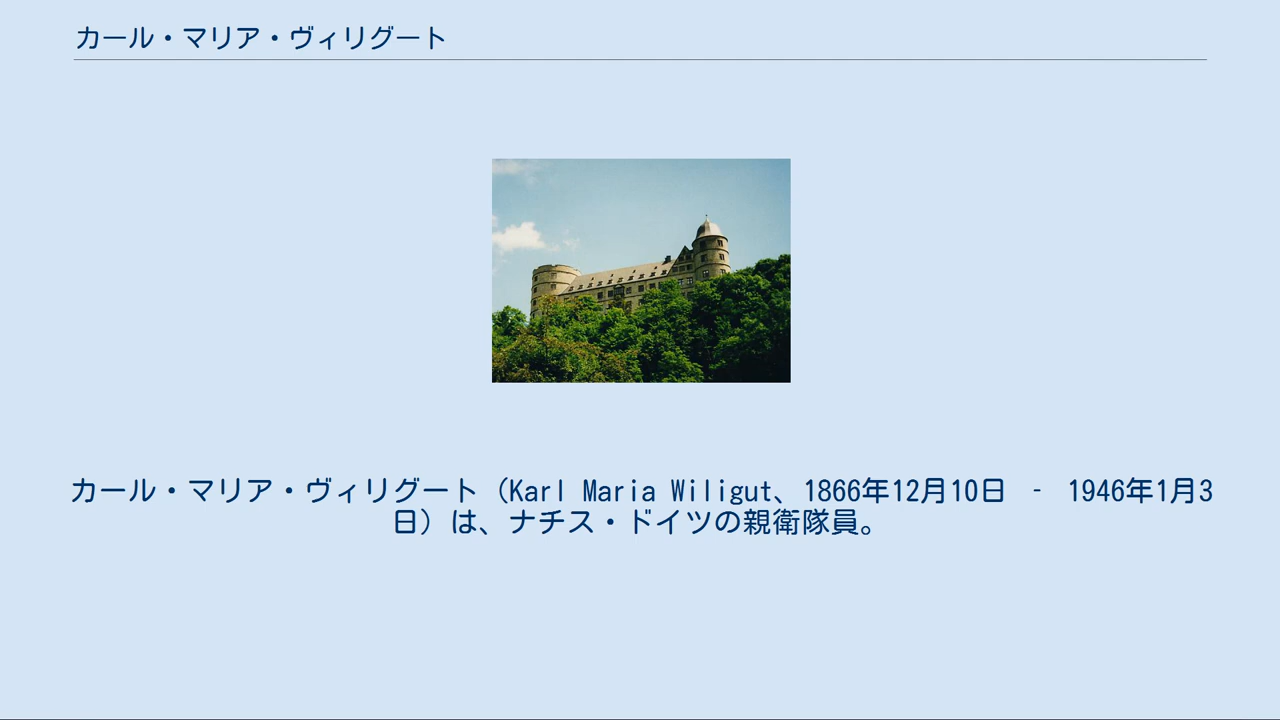 カール・マリア・ヴィリグート
カール・マリア・ヴィリグート（Karl Maria Wiligut、1866年12月10日 - 1946年1月3
日）は、ナチス・ドイツの親衛隊員。